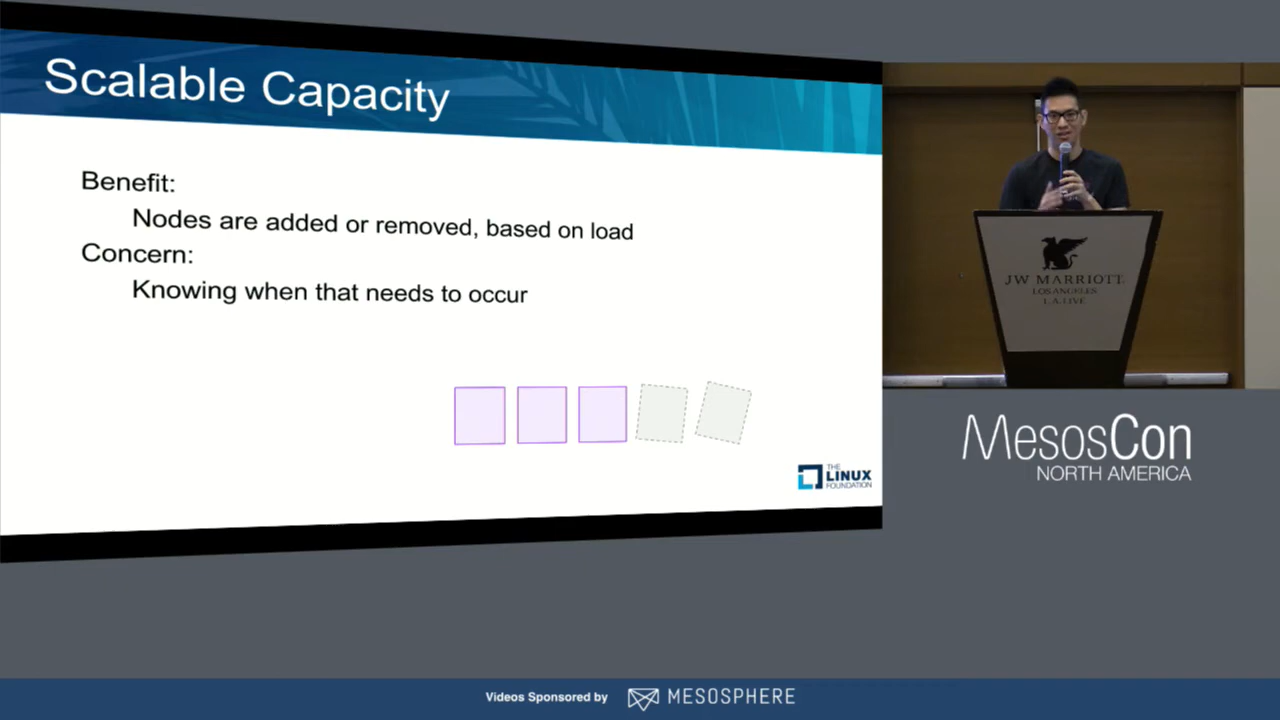 Scalable Capacity
Benefit:
Nodes are added or removed, based on load
Concern:
Knowing when that needs to occur
THE
LINUX
FOUNDATION
JW MARRIOTT
LOS ANGELES
L.A. LIVE
MesosCon
NORTH AMERICA
Videos Sponsored by
MESOSPHERE